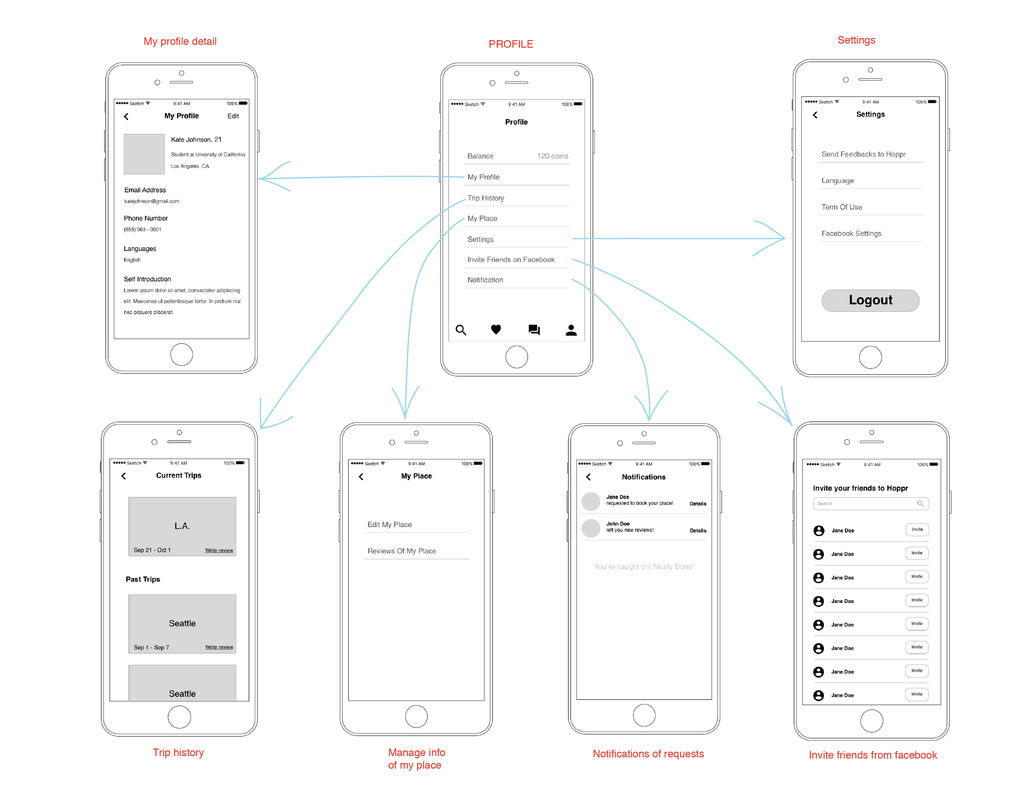 My profile detail
●●●●● Sketch 9:41 AM 100%
My Profile Edit
Kate Johnson, 21
Student at Unversity of California
Los Angeles, CA
Email Address
katejohnson@gmail.com
Phone Number
(658) 983 - 0001
Languages
English
Self Introduction
Lorem ipsum dolor sit amet, consectetur adipiscing
elit. Maecenas ut pellentesque tortor. In pretium nisl
nec posuere placerat.
PROFILE
●●●●● Sketch 9:41 AM 100%
Profile
Balance 120 coins
My Profile
Trip History
My Place
Settings
Invite Friends on Facebook
Notification
Settings
●●●●● Sketch 9:41 AM 100%
Settings
Send Feedbacks to Hoppr
Language
Term Of Use
Facebook Settings
Logout
●●●●● Sketch 9:41 AM 100%
Current Trips
L.A.
Sep 21 - Oct 1 Write review
Past Trips
Seattle
Sep 1 - Sep 7 Write review
Seattle
Trip history
●●●●● Sketch 9:41 AM 100%
My Place
Edit My Place
Reviews Of My Place
Manage info
of my place
●●●●● Sketch 9:41 AM 100%
Notifications
Jane Doe
requested to book your place! Details
John Doe
left you new reviews! Details
You've caught on! Nicely Done!
Notifications of requests
●●●●● Sketch 9:41 AM 100%
Invite your friends to Hoppr
Search
Jane Doe Invite
Jane Doe Invite
Jane Doe Invite
Jane Doe Invite
Jane Doe Invite
Jane Doe Invite
Jane Doe Invite
Jane Doe Invite
Invite friends from facebook